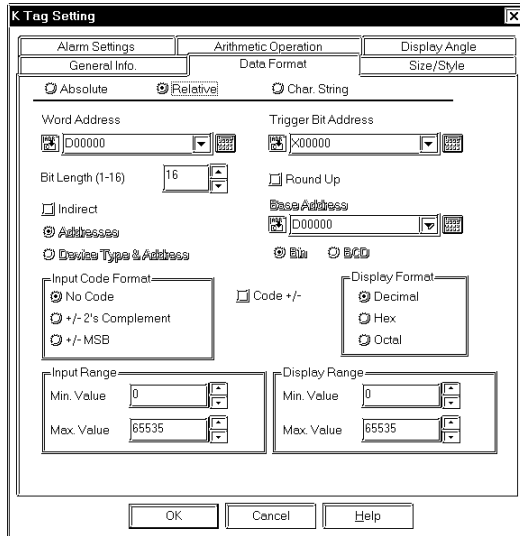 K Tag Setting
Alarm Settings
Arithmetic Operation
Display Angle
General Info.
Data Format
Size/Style
Absolute
Relative
Char. String
Word Address
Trigger Bit Address
D00000
X00000
Bit Length (1-16)
16
Round Up
Indirect
Base Address
Addresses
D00000
Device Type & Address
Bin
BCD
Input Code Format
Display Format
No Code
Code +/-
Decimal
+/- 2's Complement
Hex
+/- MSB
Octal
Input Range
Display Range
Min. Value
0
Min. Value
0
Max. Value
65535
Max. Value
65535
OK
Cancel
Help